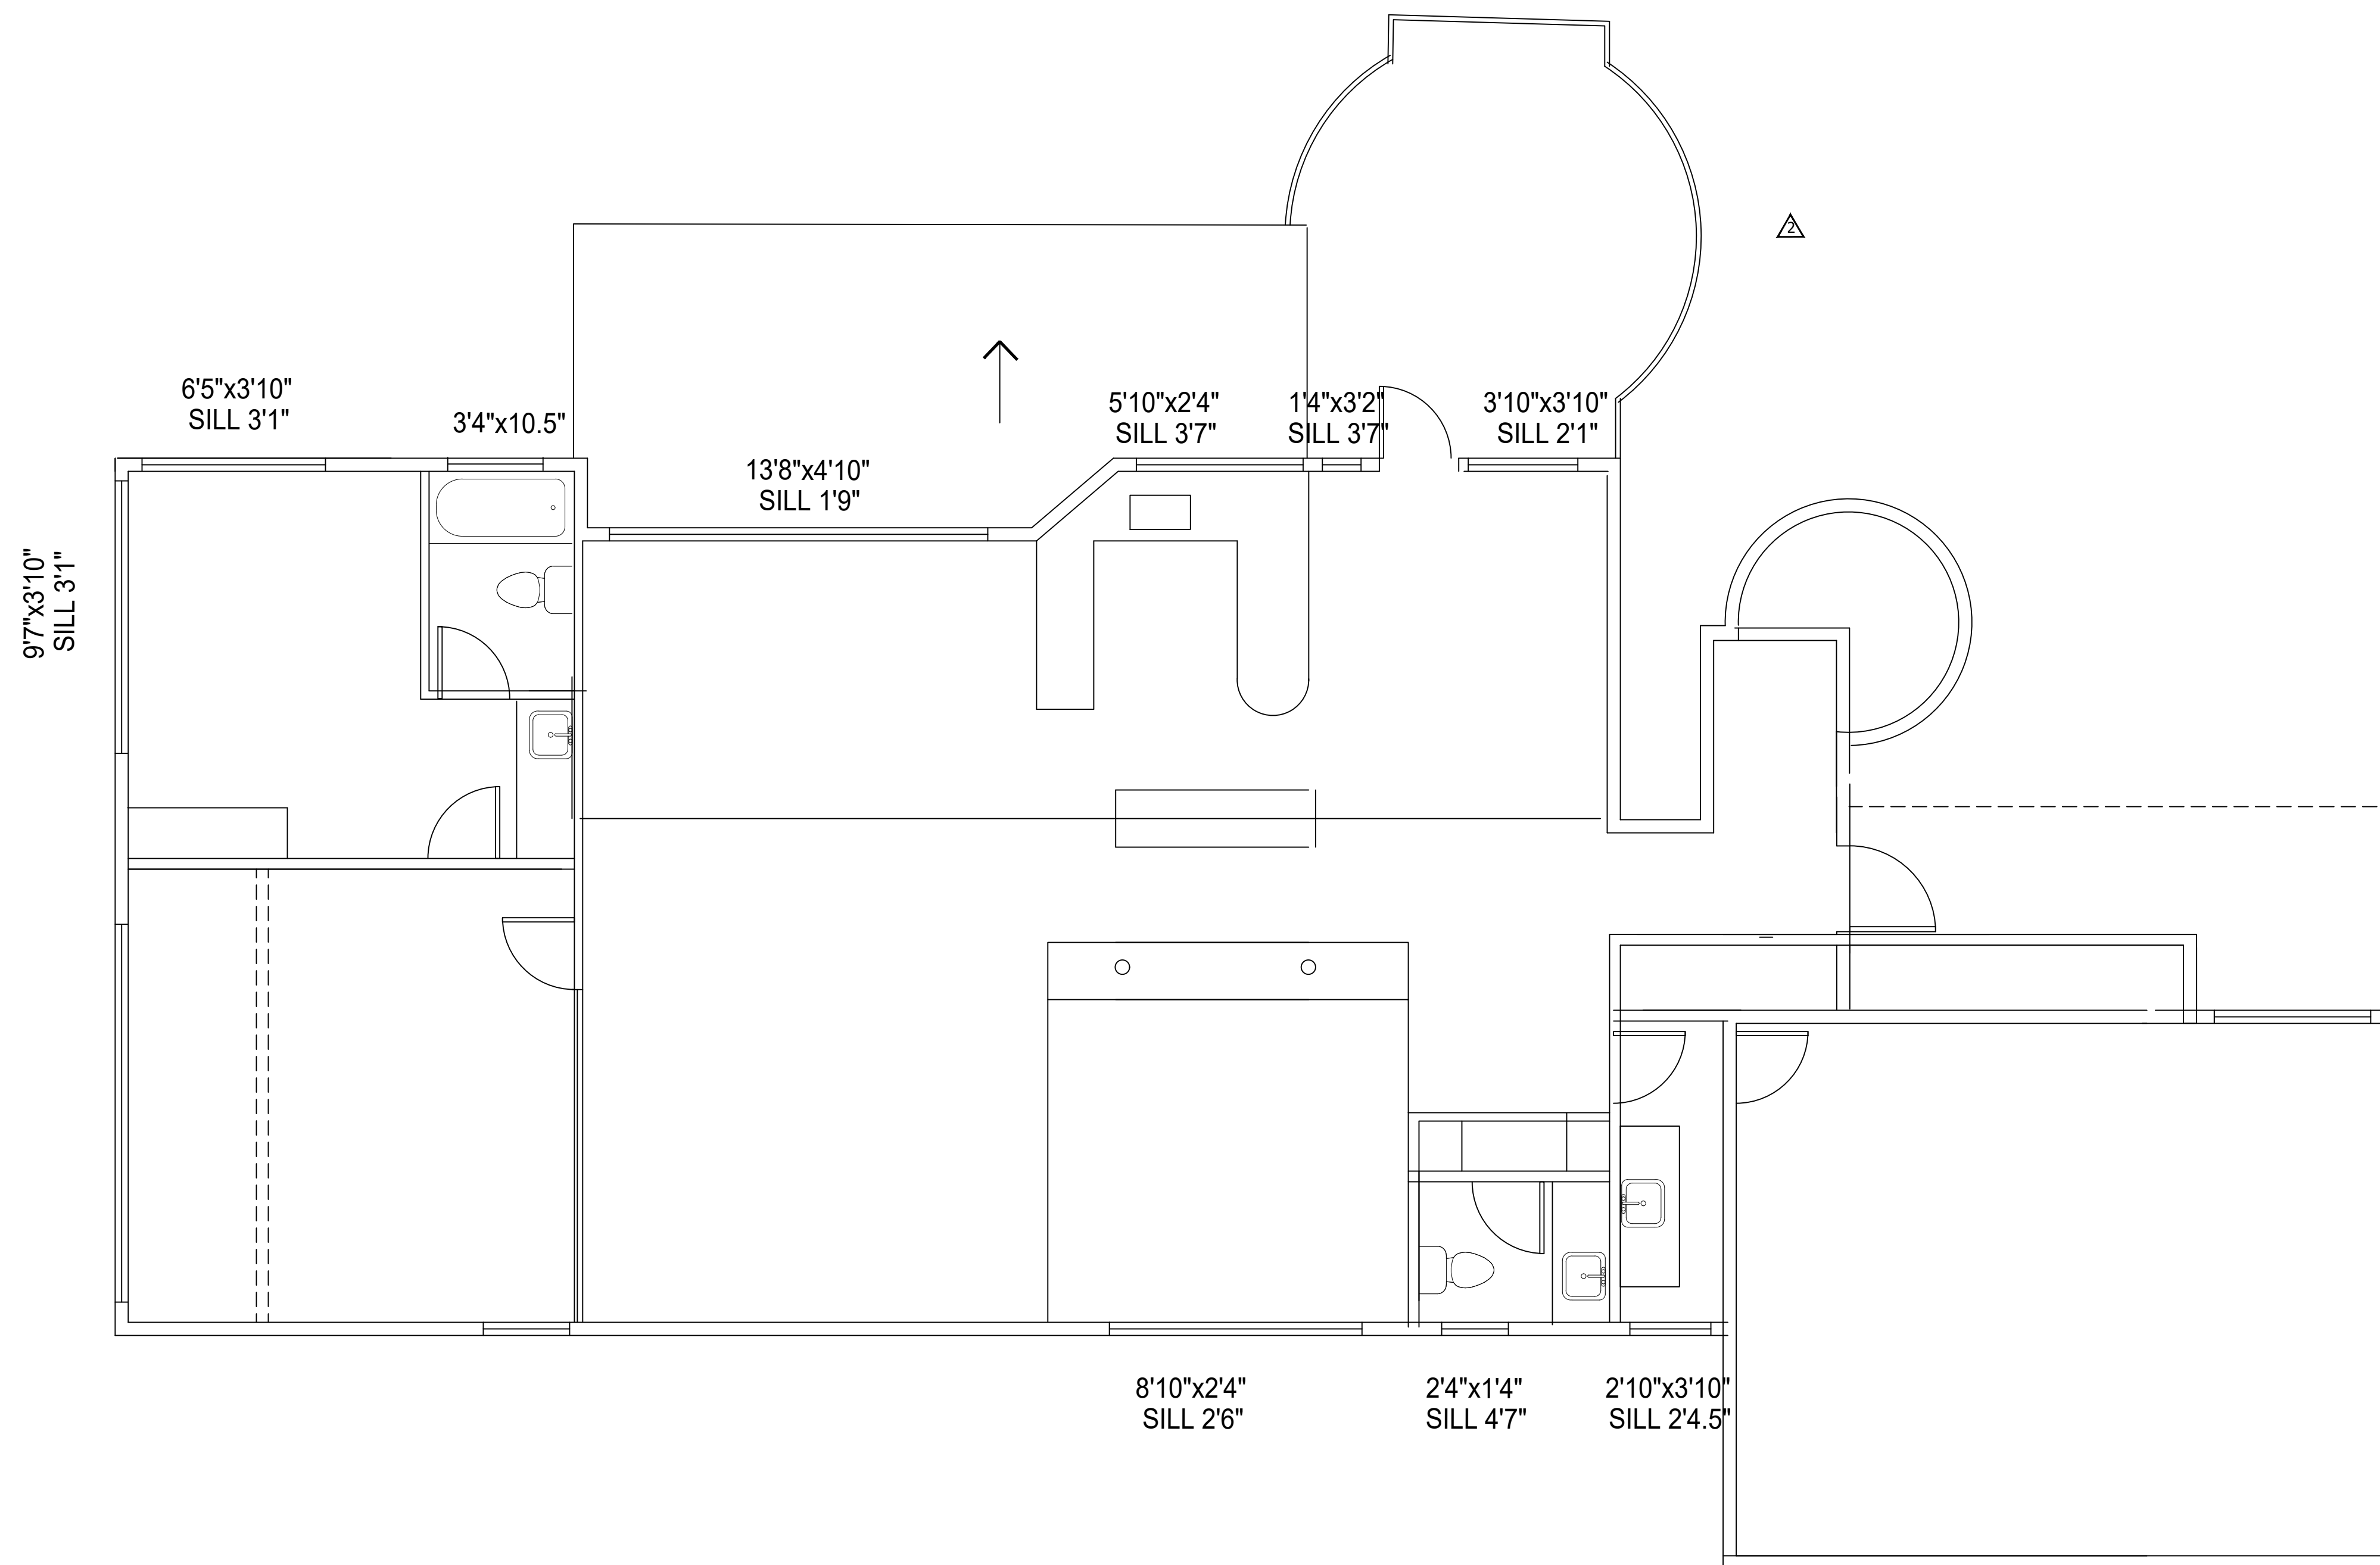 2
6'5"x3'10"
SILL 3'1"
3'4"x10.5"
5'10"x2'4"
SILL 3'7"
1'4"x3'2"
SILL 3'7"
3'10"x3'10"
SILL 2'1"
13'8"x4'10"
SILL 1'9"
9'7"x3'10"
SILL 3'1"
8'10"x2'4"
SILL 2'6"
2'4"x1'4"
SILL 4'7"
2'10"x3'10"
SILL 2'4.5"